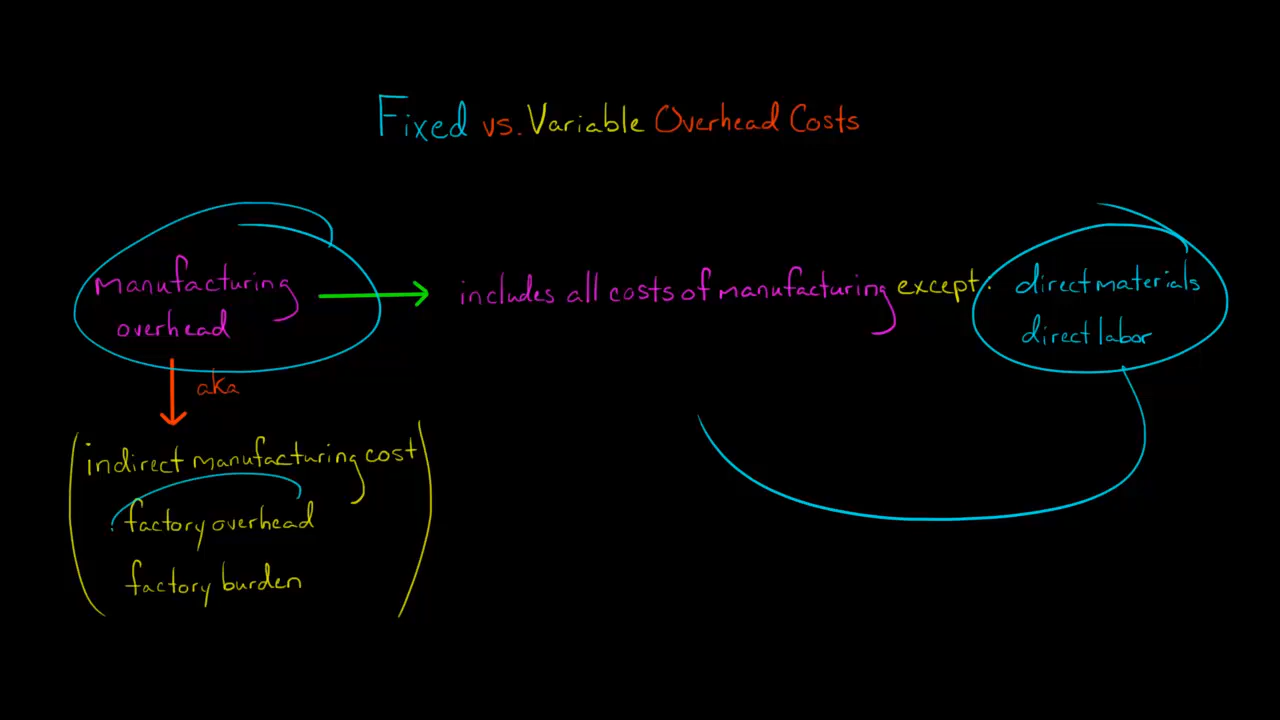 Fixed vs. Variable Overhead Costs
manufacturing
overhead
includes all costs of manufacturing except:
direct materials
direct labor
aka
indirect manufacturing cost
factory overhead
factory burden